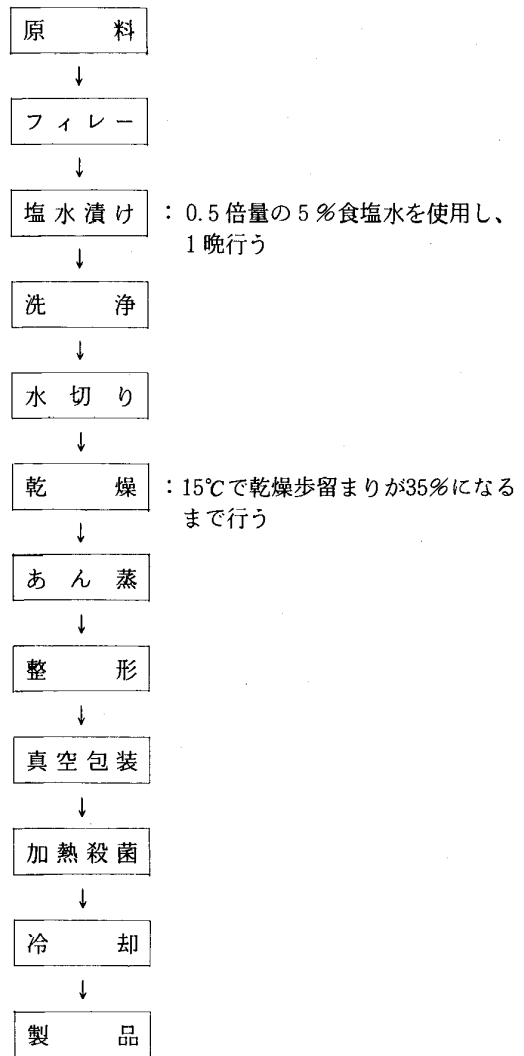 原料
↓
フィレー
↓
塩水漬け : 0.5倍量の5%食塩水を使用し、
1晩行う
↓
洗浄
↓
水切り
↓
乾燥 : 15℃で乾燥歩留まりが35%になる
まで行う
↓
あん蒸
↓
整形
↓
真空包装
↓
加熱殺菌
↓
冷却
↓
製品